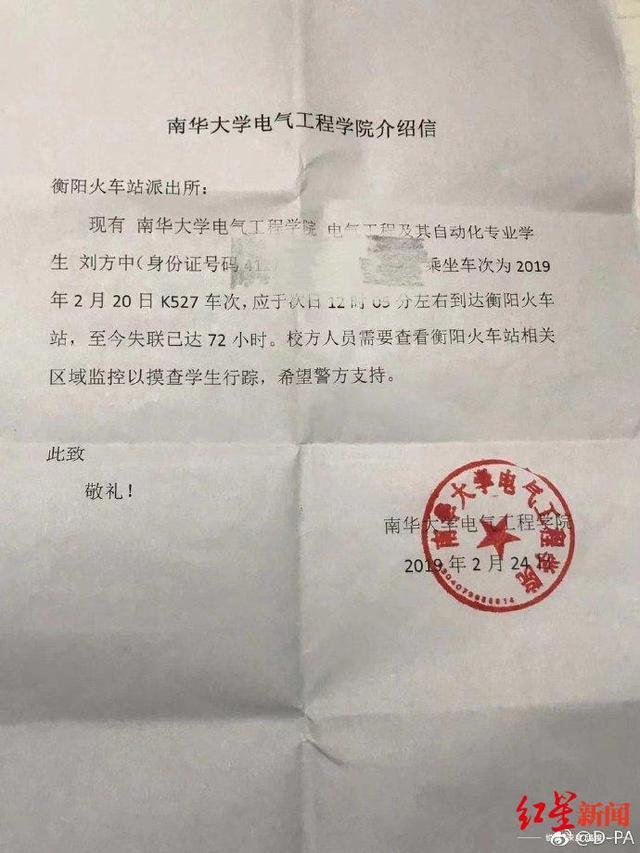 南华大学电气工程学院介绍信
衡阳火车站派出所：
现有 南华大学电气工程学院 电气工程及其自动化专业学
生 刘方中（身份证号码 乘坐车次为 2019
年 2 月 20 日 K527 车次，应于次日 12 时 05 分左右到达衡阳火车
站，至今失联已达 72 小时。校方人员需要查看衡阳火车站相关
区域监控以摸查学生行踪，希望警方支持。
此致
敬礼！
南华大学电气工程学院
2019 年 2 月 24 日
南华大学电气工程学院
红星新闻
@D-PA